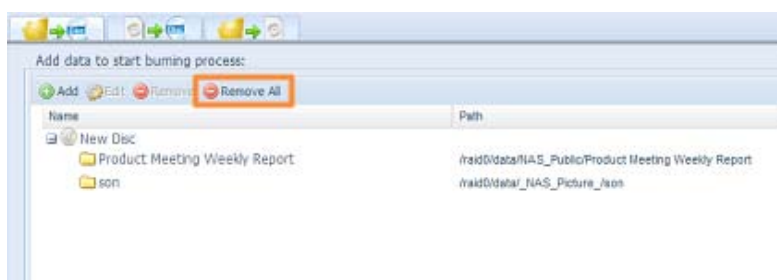 Add data to start burning process:
Add Edit Remove Remove All
Name Path
New Disc
Product Meeting Weekly Report /raid0/data/NAS_Public/Product Meeting Weekly Report
son /raid0/data/_NAS_Picture_/son